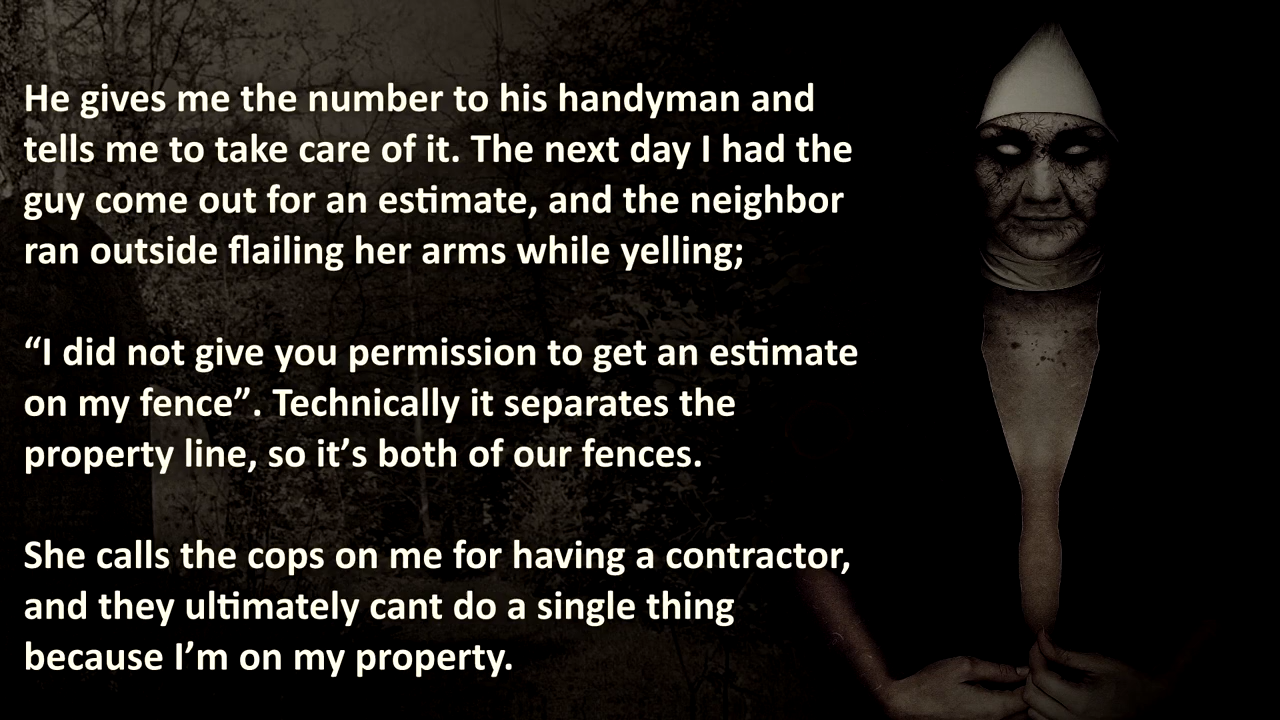 He gives me the number to his handyman and
tells me to take care of it. The next day I had the
guy come out for an estimate, and the neighbor
ran outside flailing her arms while yelling;
“I did not give you permission to get an estimate
on my fence”. Technically it separates the
property line, so it’s both of our fences.
She calls the cops on me for having a contractor,
and they ultimately cant do a single thing
because I’m on my property.